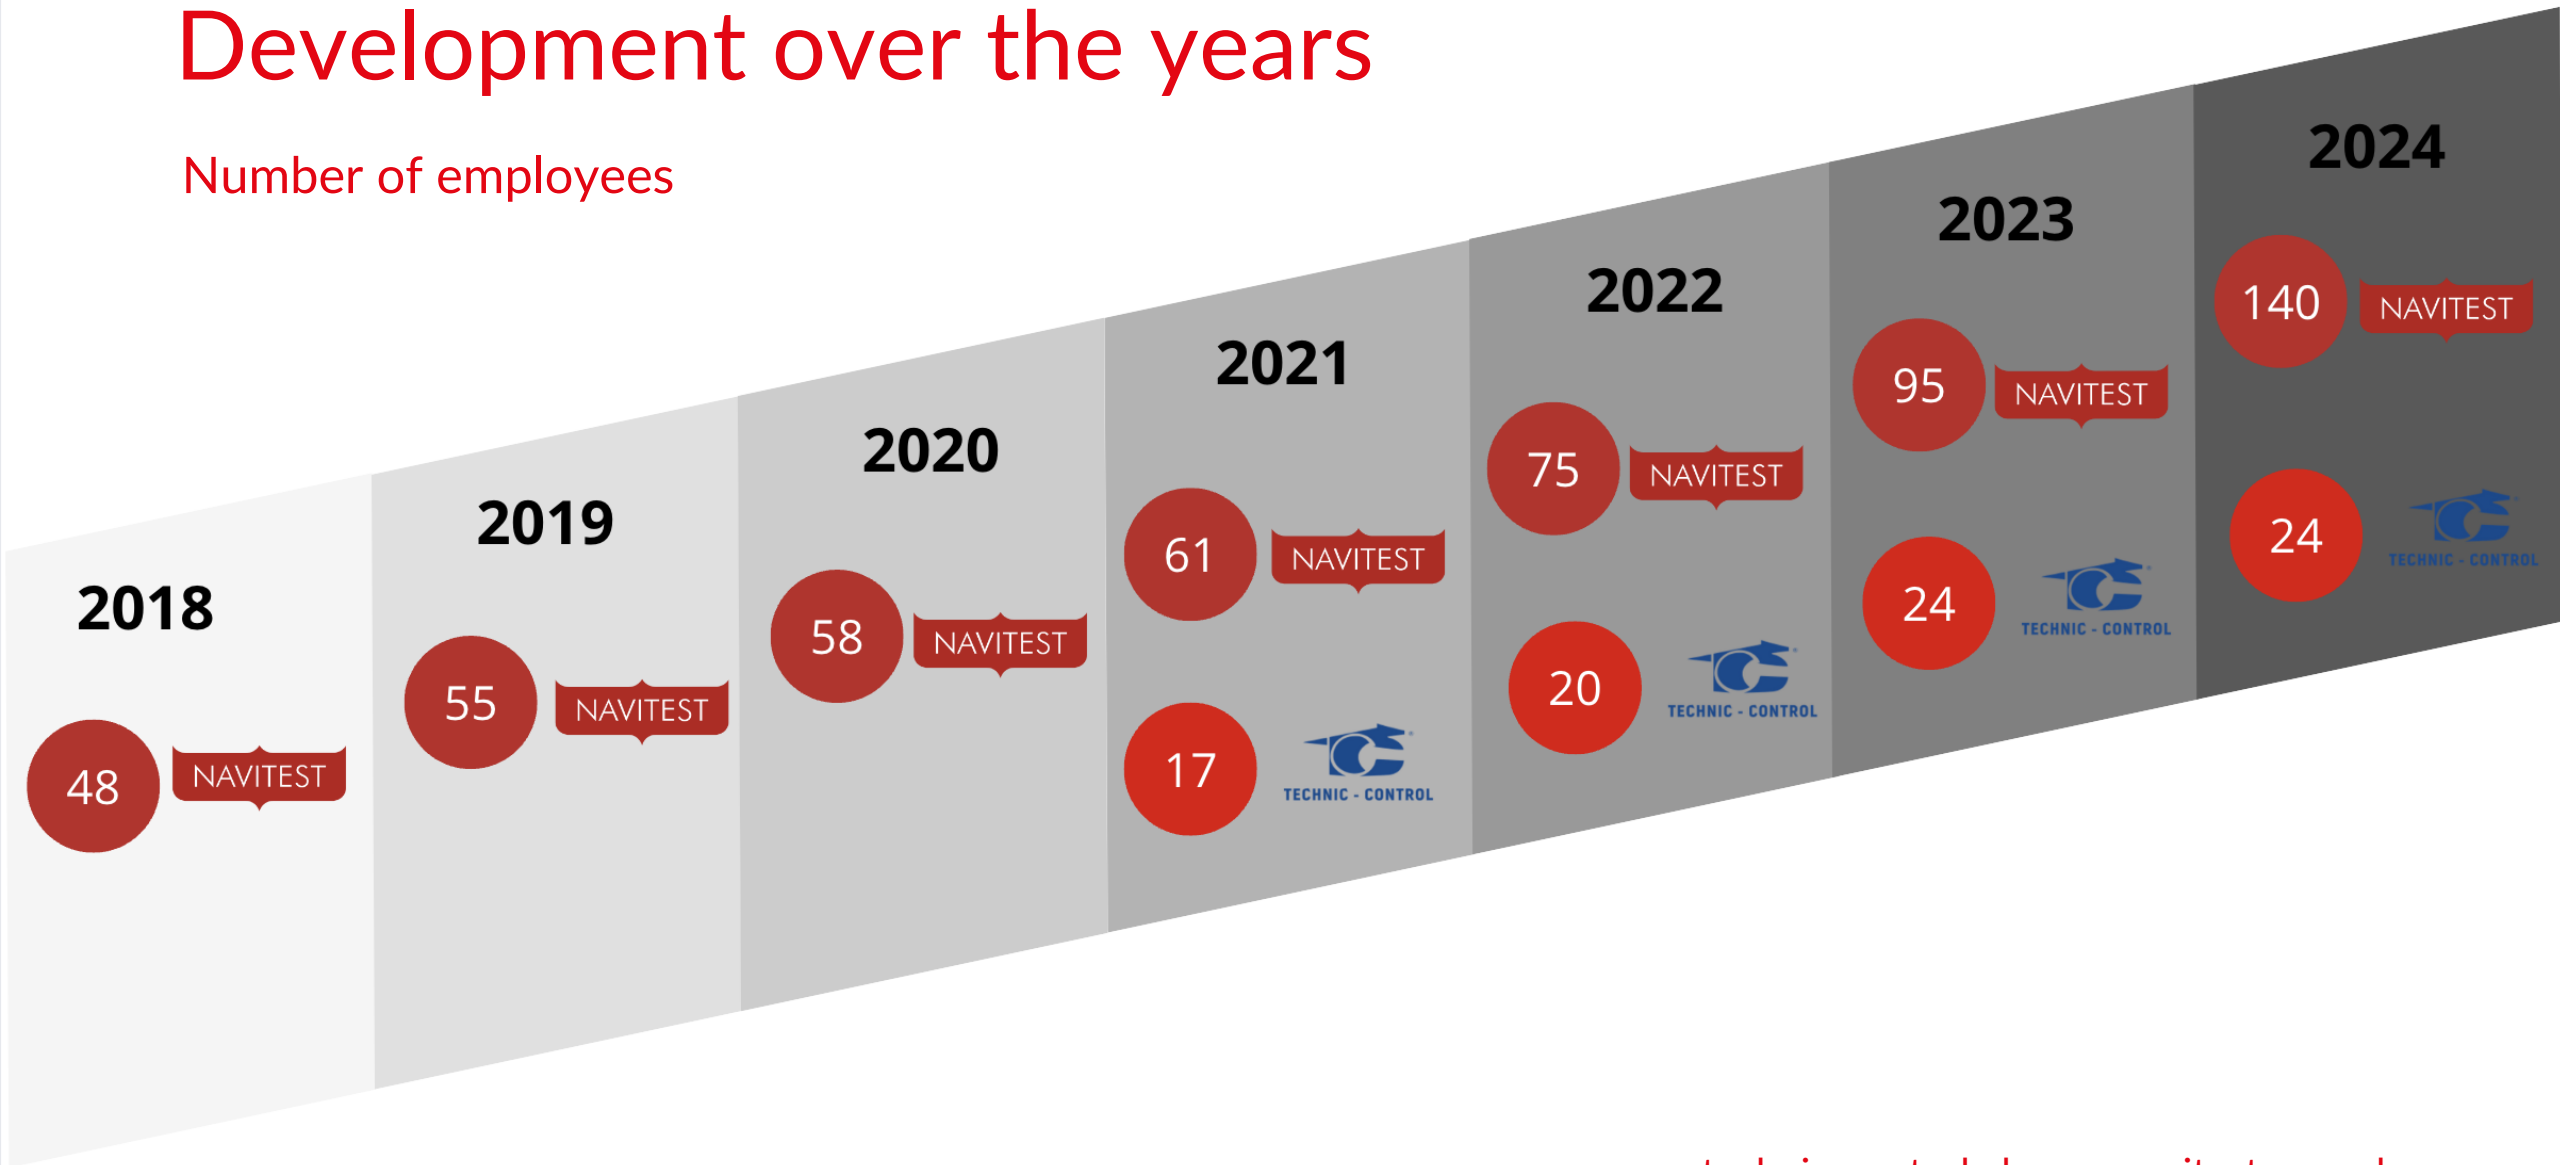 Development over the years
Number of employees
2018
48 NAVITEST
2019
55 NAVITEST
2020
58 NAVITEST
2021
61 NAVITEST
17 TECHNIC - CONTROL
2022
75 NAVITEST
20 TECHNIC - CONTROL
2023
95 NAVITEST
24 TECHNIC - CONTROL
2024
140 NAVITEST
24 TECHNIC - CONTROL